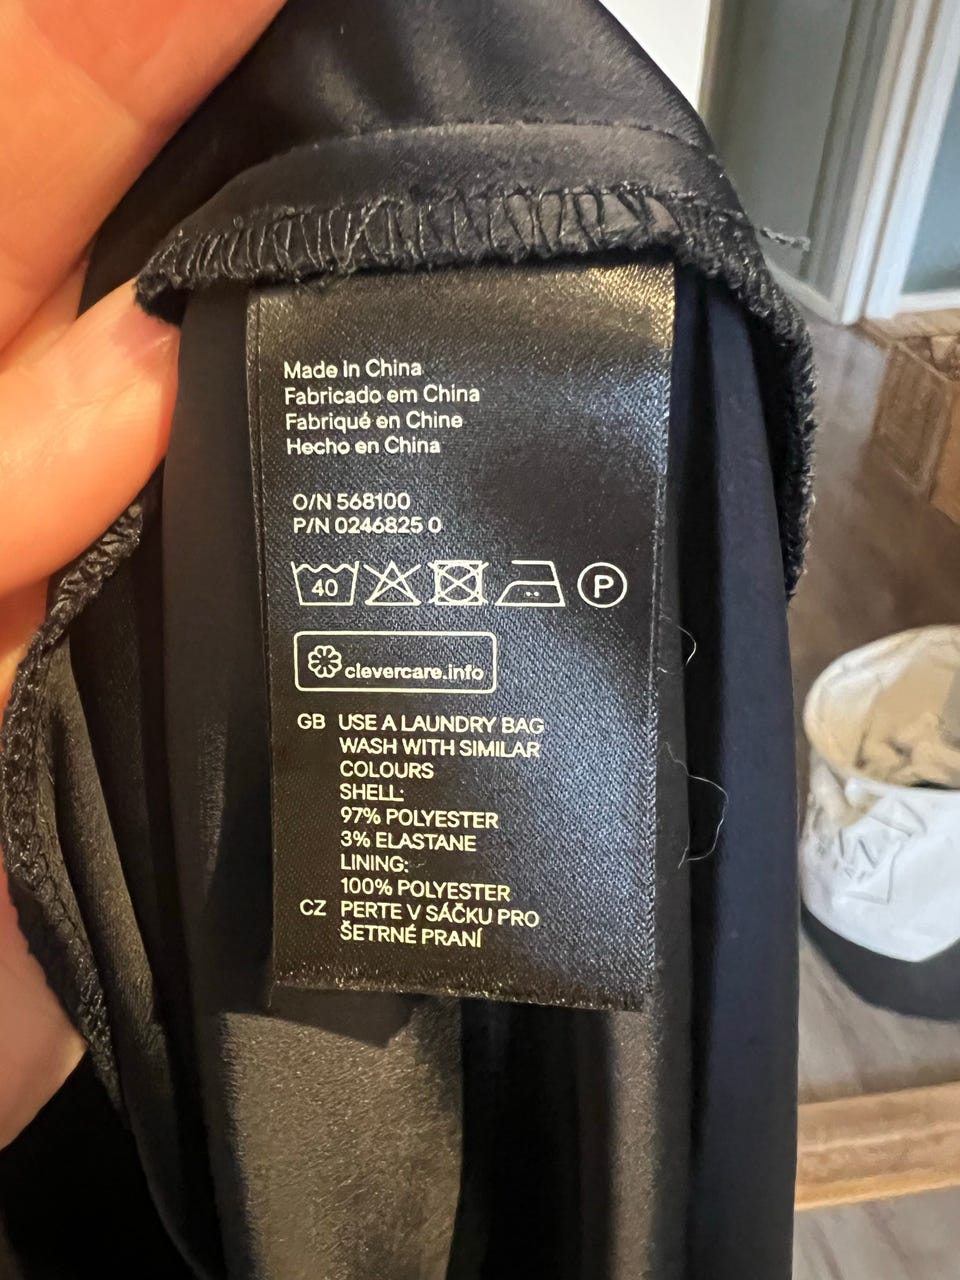 Made in China
Fabricado em China
Fabriqué en Chine
Hecho en China
O/N 568100
P/N 0246825 0
40 P
clevercare.info
GB USE A LAUNDRY BAG
WASH WITH SIMILAR
COLOURS
SHELL:
97% POLYESTER
3% ELASTANE
LINING:
100% POLYESTER
CZ PERTE V SÁČKU PRO
ŠETRNÉ PRANÍ